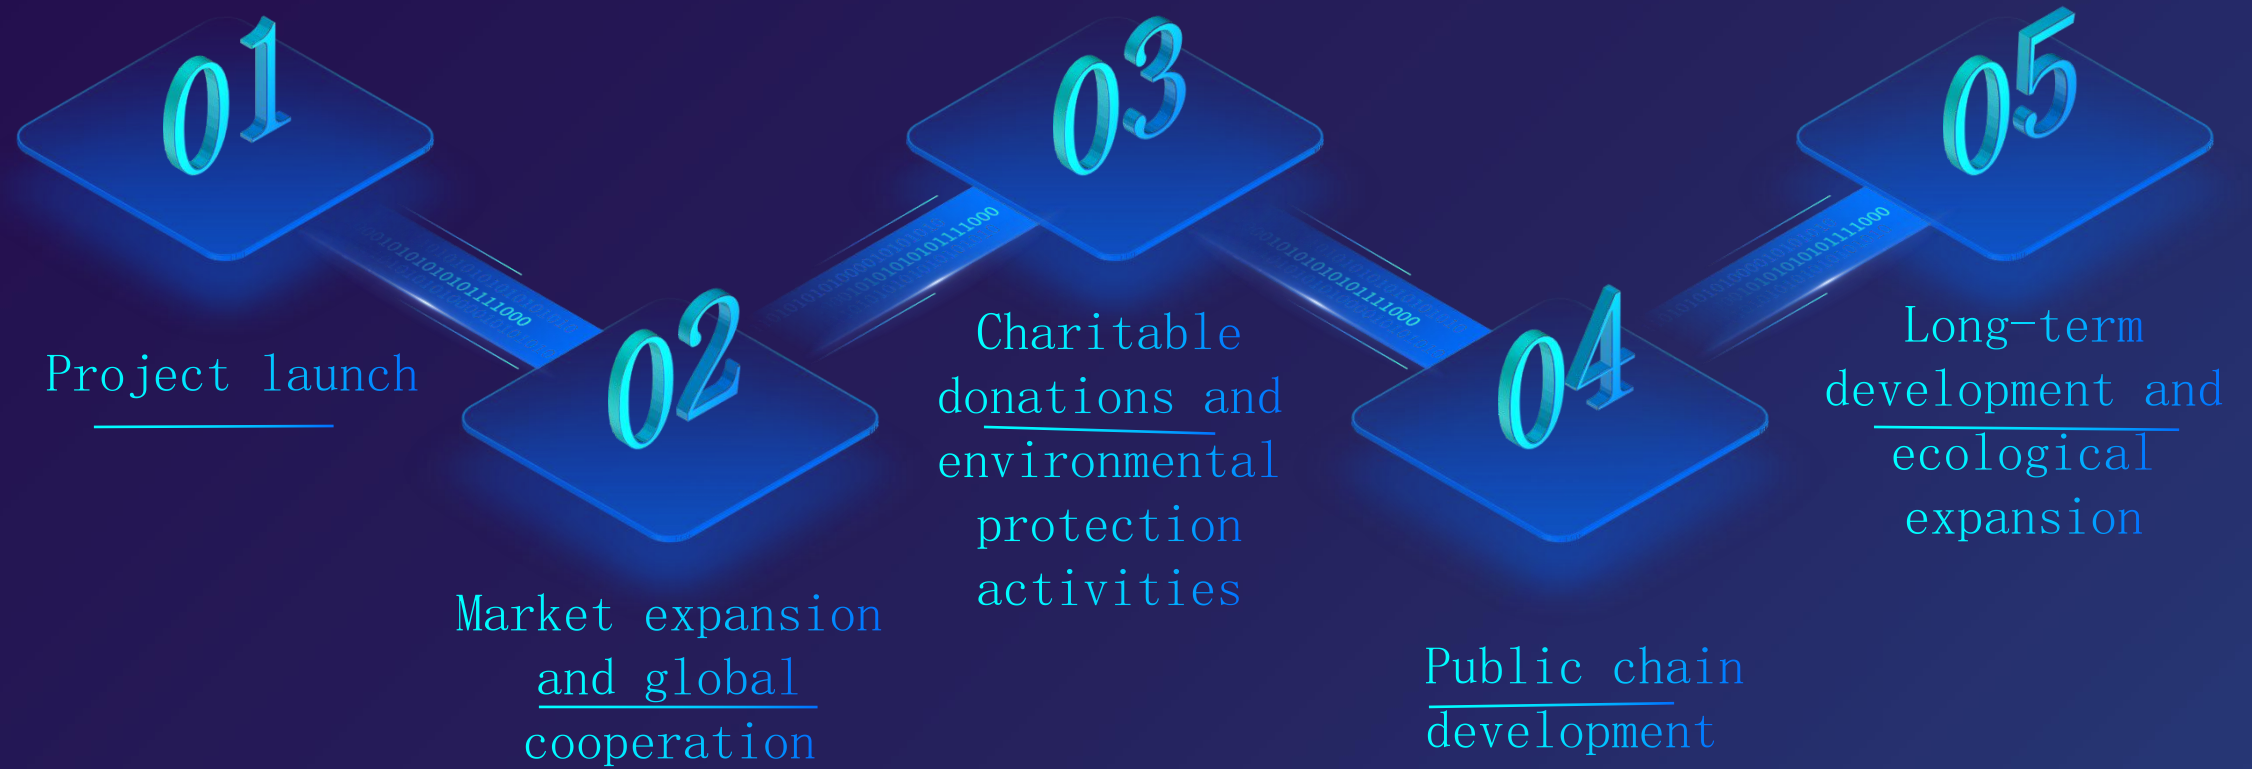 01
Project launch
02
Market expansion
and global
cooperation
03
Charitable
donations and
environmental
protection
activities
04
Public chain
development
05
Long-term
development and
ecological
expansion